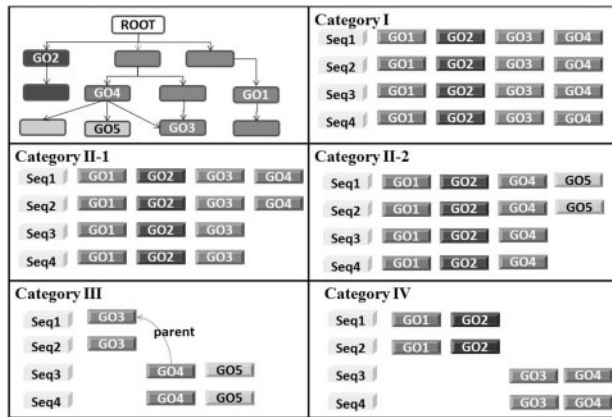 ROOT
GO2
GO4 GO1
GO5 GO3
Category I
Seq1 GO1 GO2 GO3 GO4
Seq2 GO1 GO2 GO3 GO4
Seq3 GO1 GO2 GO3 GO4
Seq4 GO1 GO2 GO3 GO4
Category II-1
Seq1 GO1 GO2 GO3 GO4
Seq2 GO1 GO2 GO3 GO4
Seq3 GO1 GO2 GO3
Seq4 GO1 GO2 GO3
Category II-2
Seq1 GO1 GO2 GO4 GO5
Seq2 GO1 GO2 GO4 GO5
Seq3 GO1 GO2 GO4
Seq4 GO1 GO2 GO4
Category III
Seq1 GO3
parent
Seq2 GO3
Seq3 GO4 GO5
Seq4 GO4 GO5
Category IV
Seq1 GO1 GO2
Seq2 GO1 GO2
Seq3 GO3 GO4
Seq4 GO3 GO4